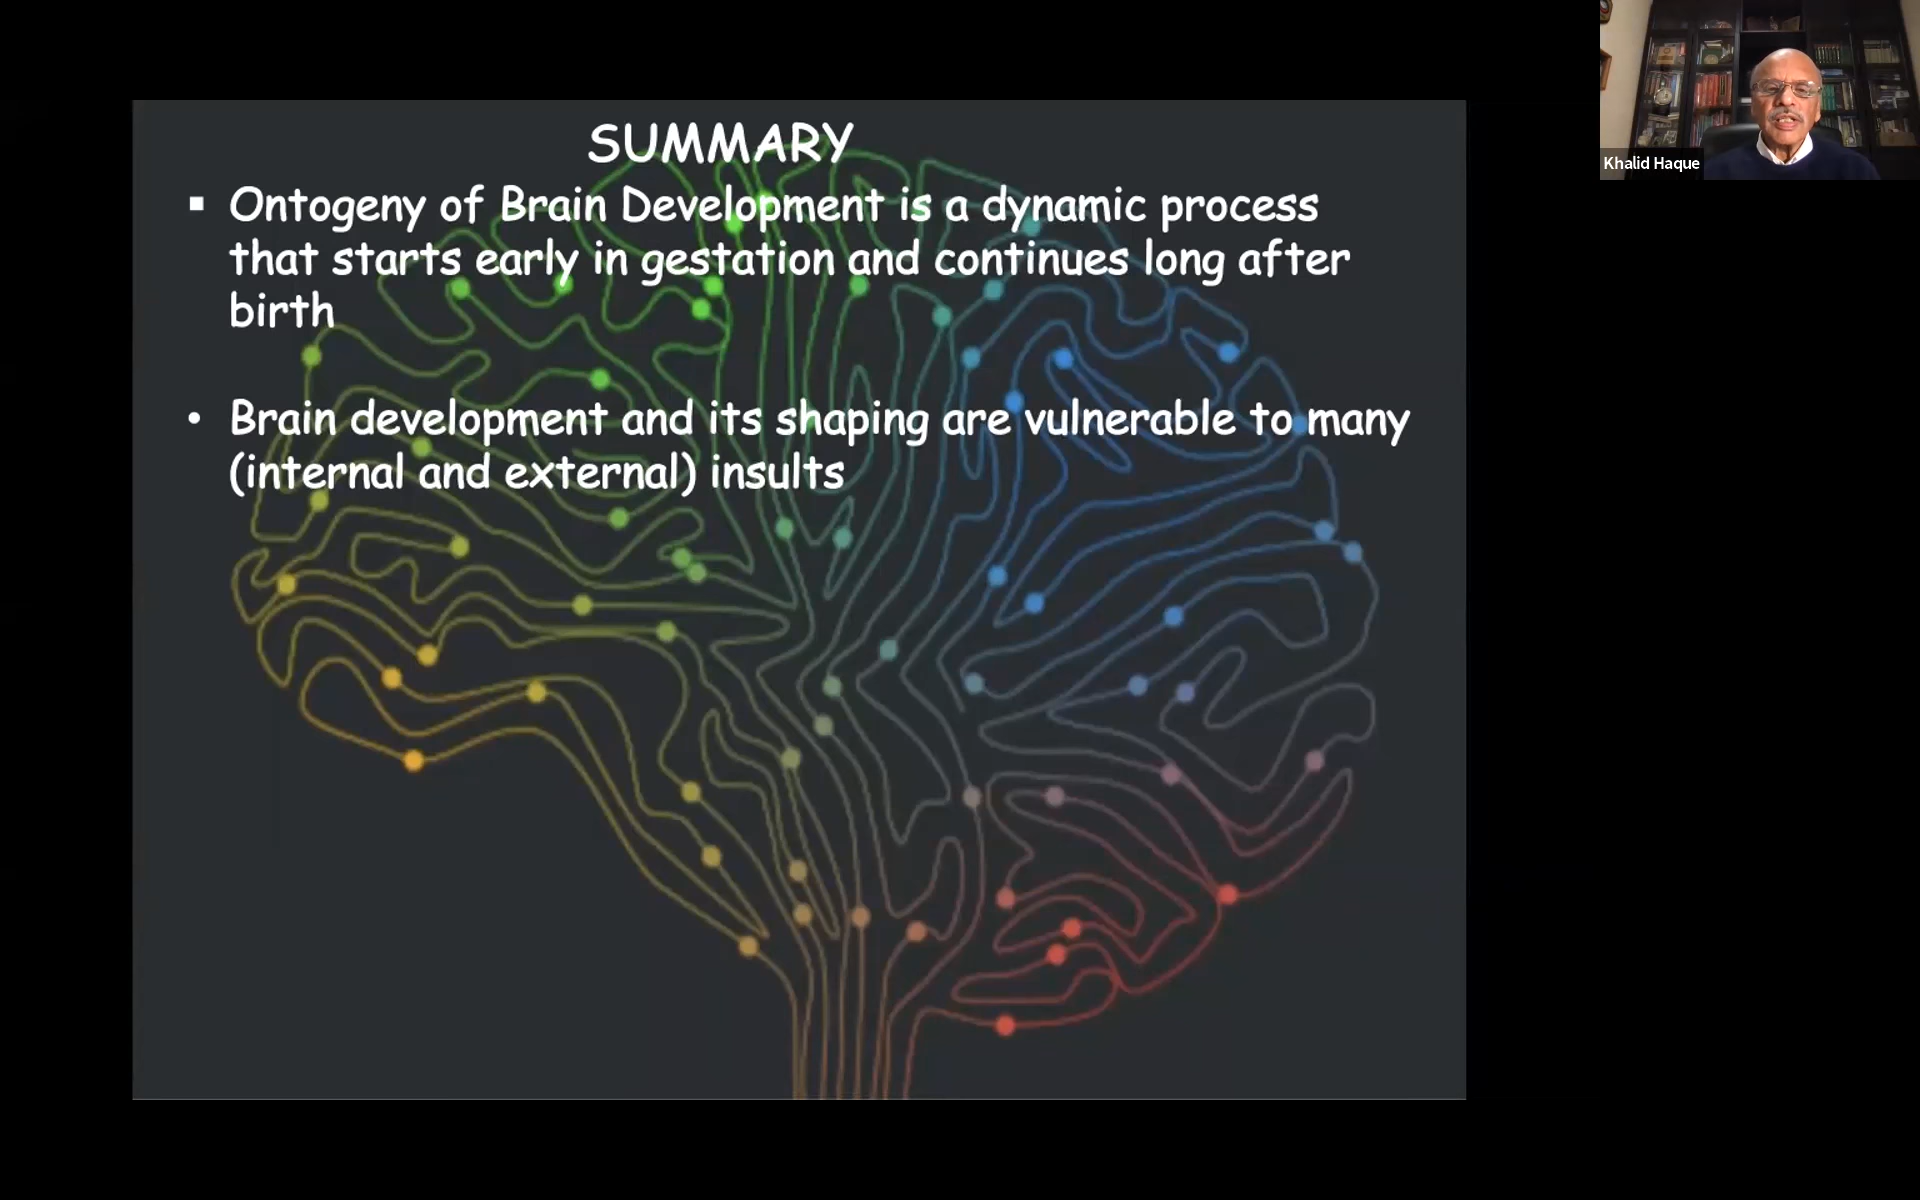 SUMMARY
▪ Ontogeny of Brain Development is a dynamic process
that starts early in gestation and continues long after
birth
• Brain development and its shaping are vulnerable to many
(internal and external) insults
Khalid Haque